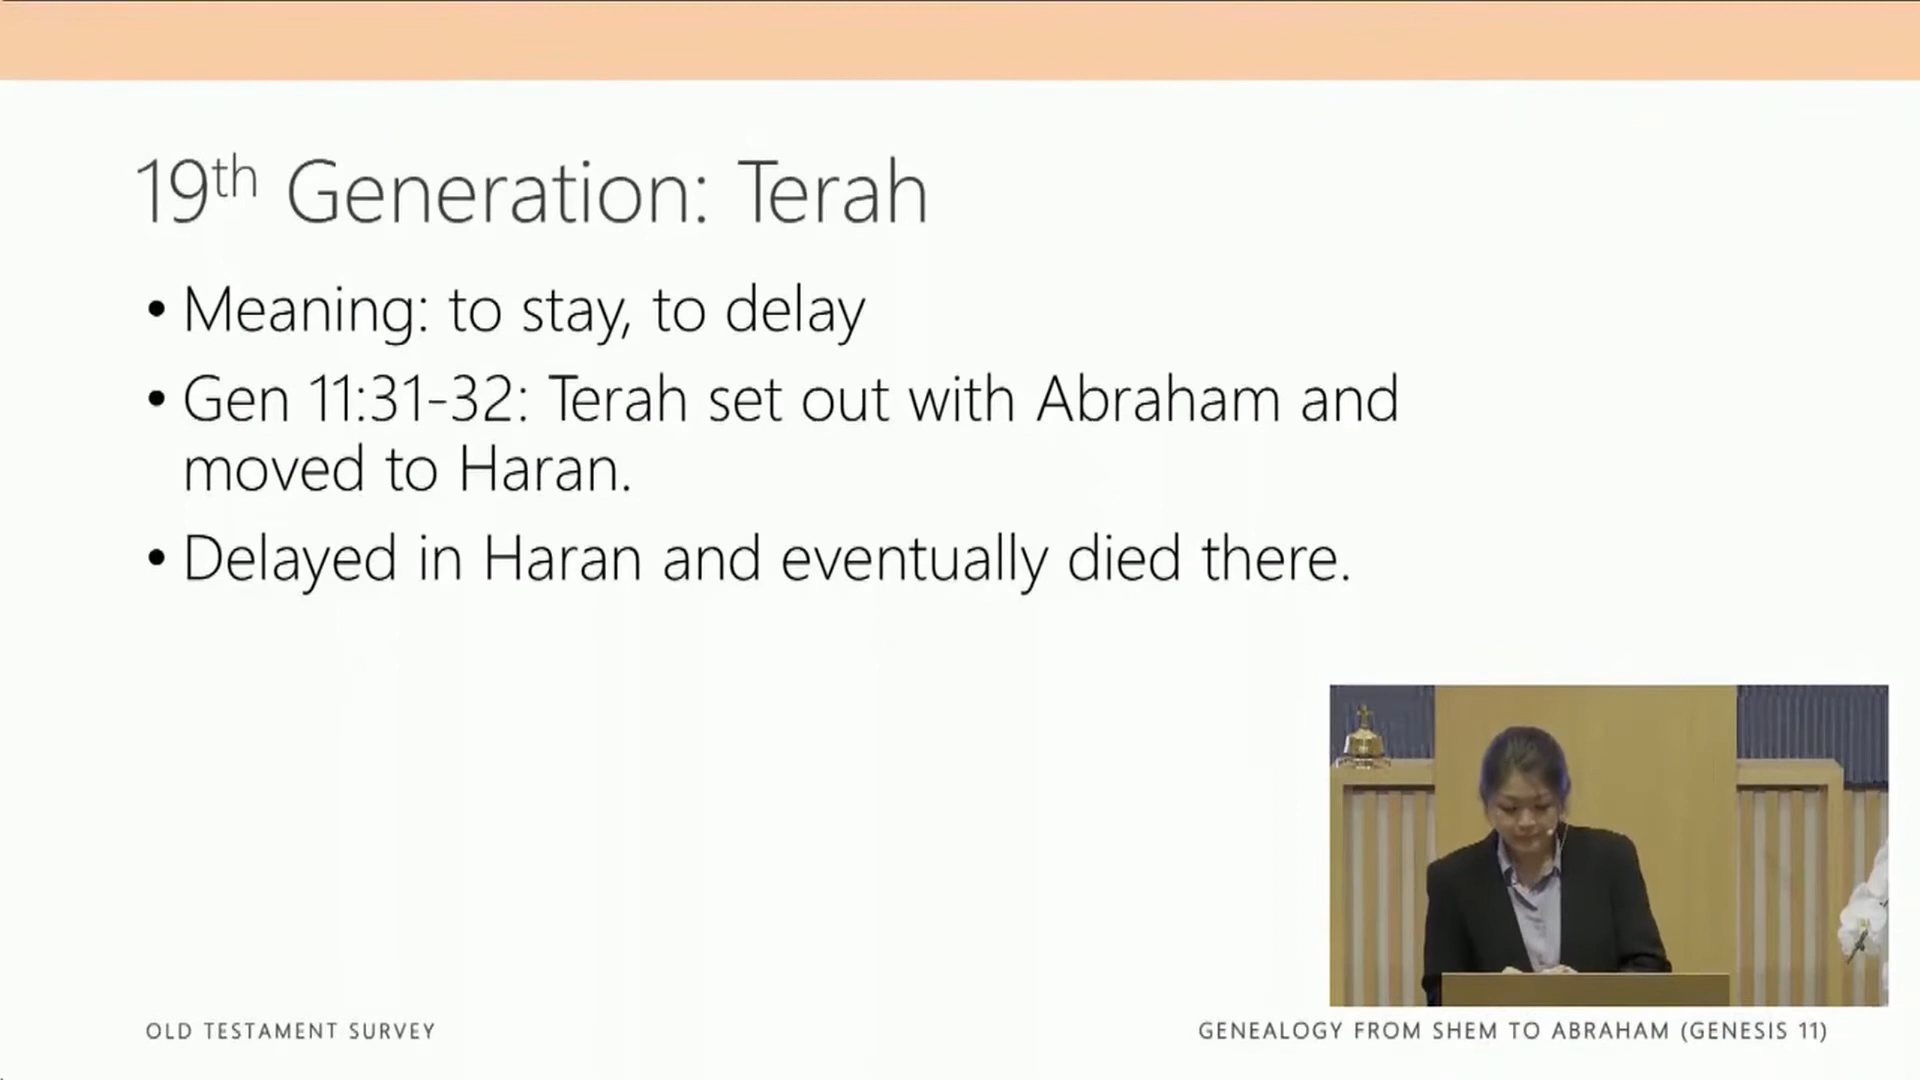 19th Generation: Terah
• Meaning: to stay, to delay
• Gen 11:31-32: Terah set out with Abraham and
moved to Haran.
• Delayed in Haran and eventually died there.
OLD TESTAMENT SURVEY
GENEALOGY FROM SHEM TO ABRAHAM (GENESIS 11)